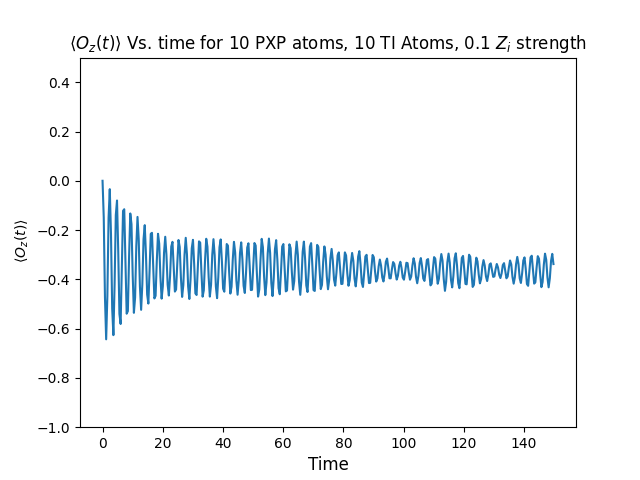 ⟨O_z(t)⟩ Vs. time for 10 PXP atoms, 10 TI Atoms, 0.1 Z_i strength
0.4
0.2
0.0
−0.2
−0.4
−0.6
−0.8
−1.0
⟨O_z(t)⟩
0 20 40 60 80 100 120 140
Time